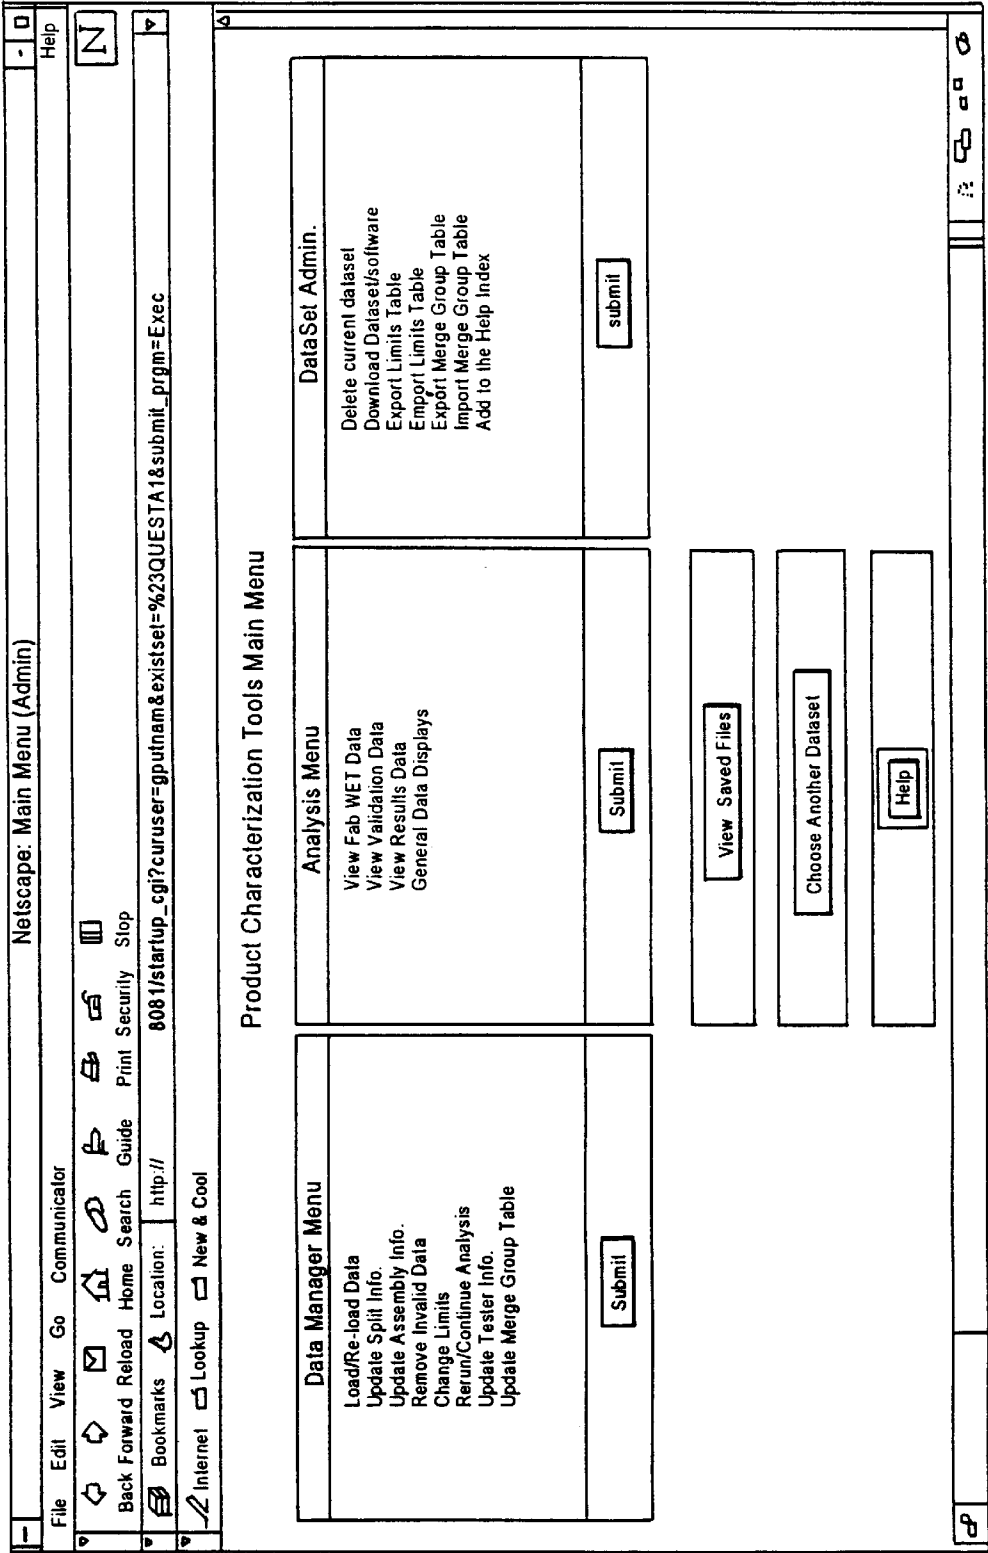 Netscape: Main Menu (Admin)
File Edit View Go Communicator Help
Back Forward Reload Home Search Guide Print Security Stop
N
Bookmarks Location: http:// 8081/startup_cgi?curuser=gputnam&existset=%23QUESTA1&submit_prgm=Exec
Internet Lookup New & Cool
Product Characterization Tools Main Menu
Data Manager Menu
Load/Re-load Data
Update Split Info.
Update Assembly Info.
Remove Invalid Data
Change Limits
Rerun/Continue Analysis
Update Tester Info.
Update Merge Group Table
Submit
Analysis Menu
View Fab WET Data
View Validation Data
View Results Data
General Data Displays
Submit
DataSet Admin.
Delete current dataset
Download Dataset/software
Export Limits Table
Emport Limits Table
Export Merge Group Table
Import Merge Group Table
Add to the Help Index
submit
View Saved Files
Choose Another Dataset
Help